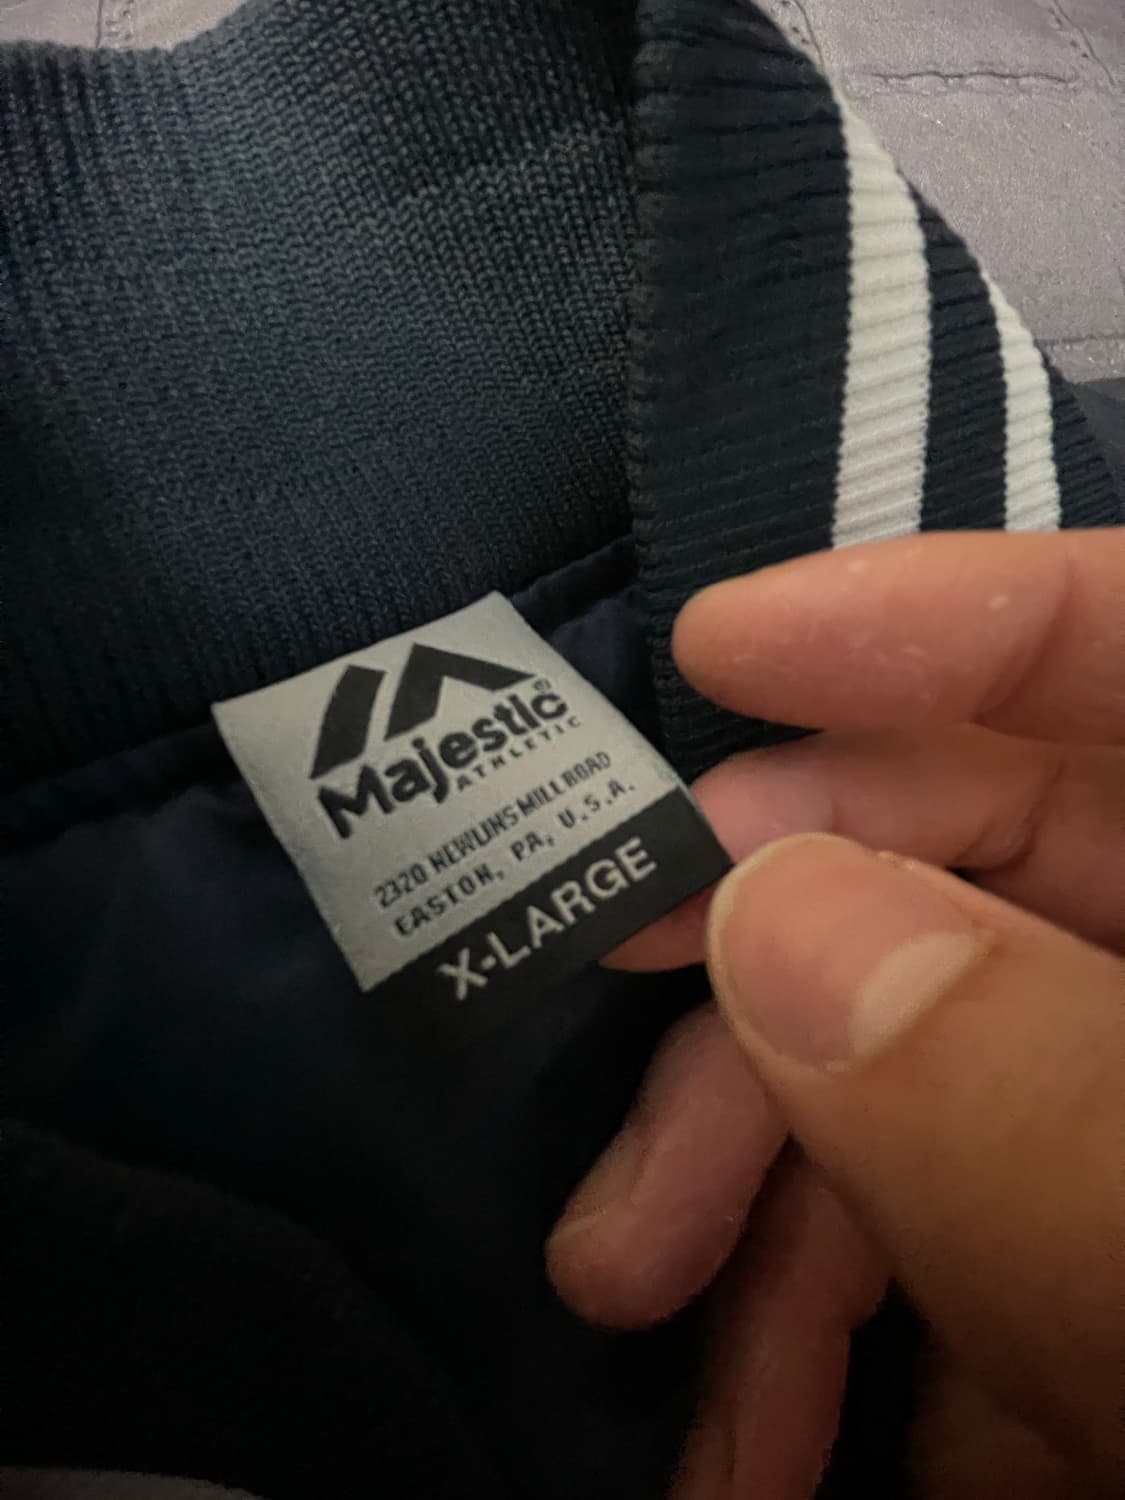 Majestic®
ATHLETIC
2320 NEWLINS MILL ROAD
EASTON, PA, U.S.A.
X-LARGE